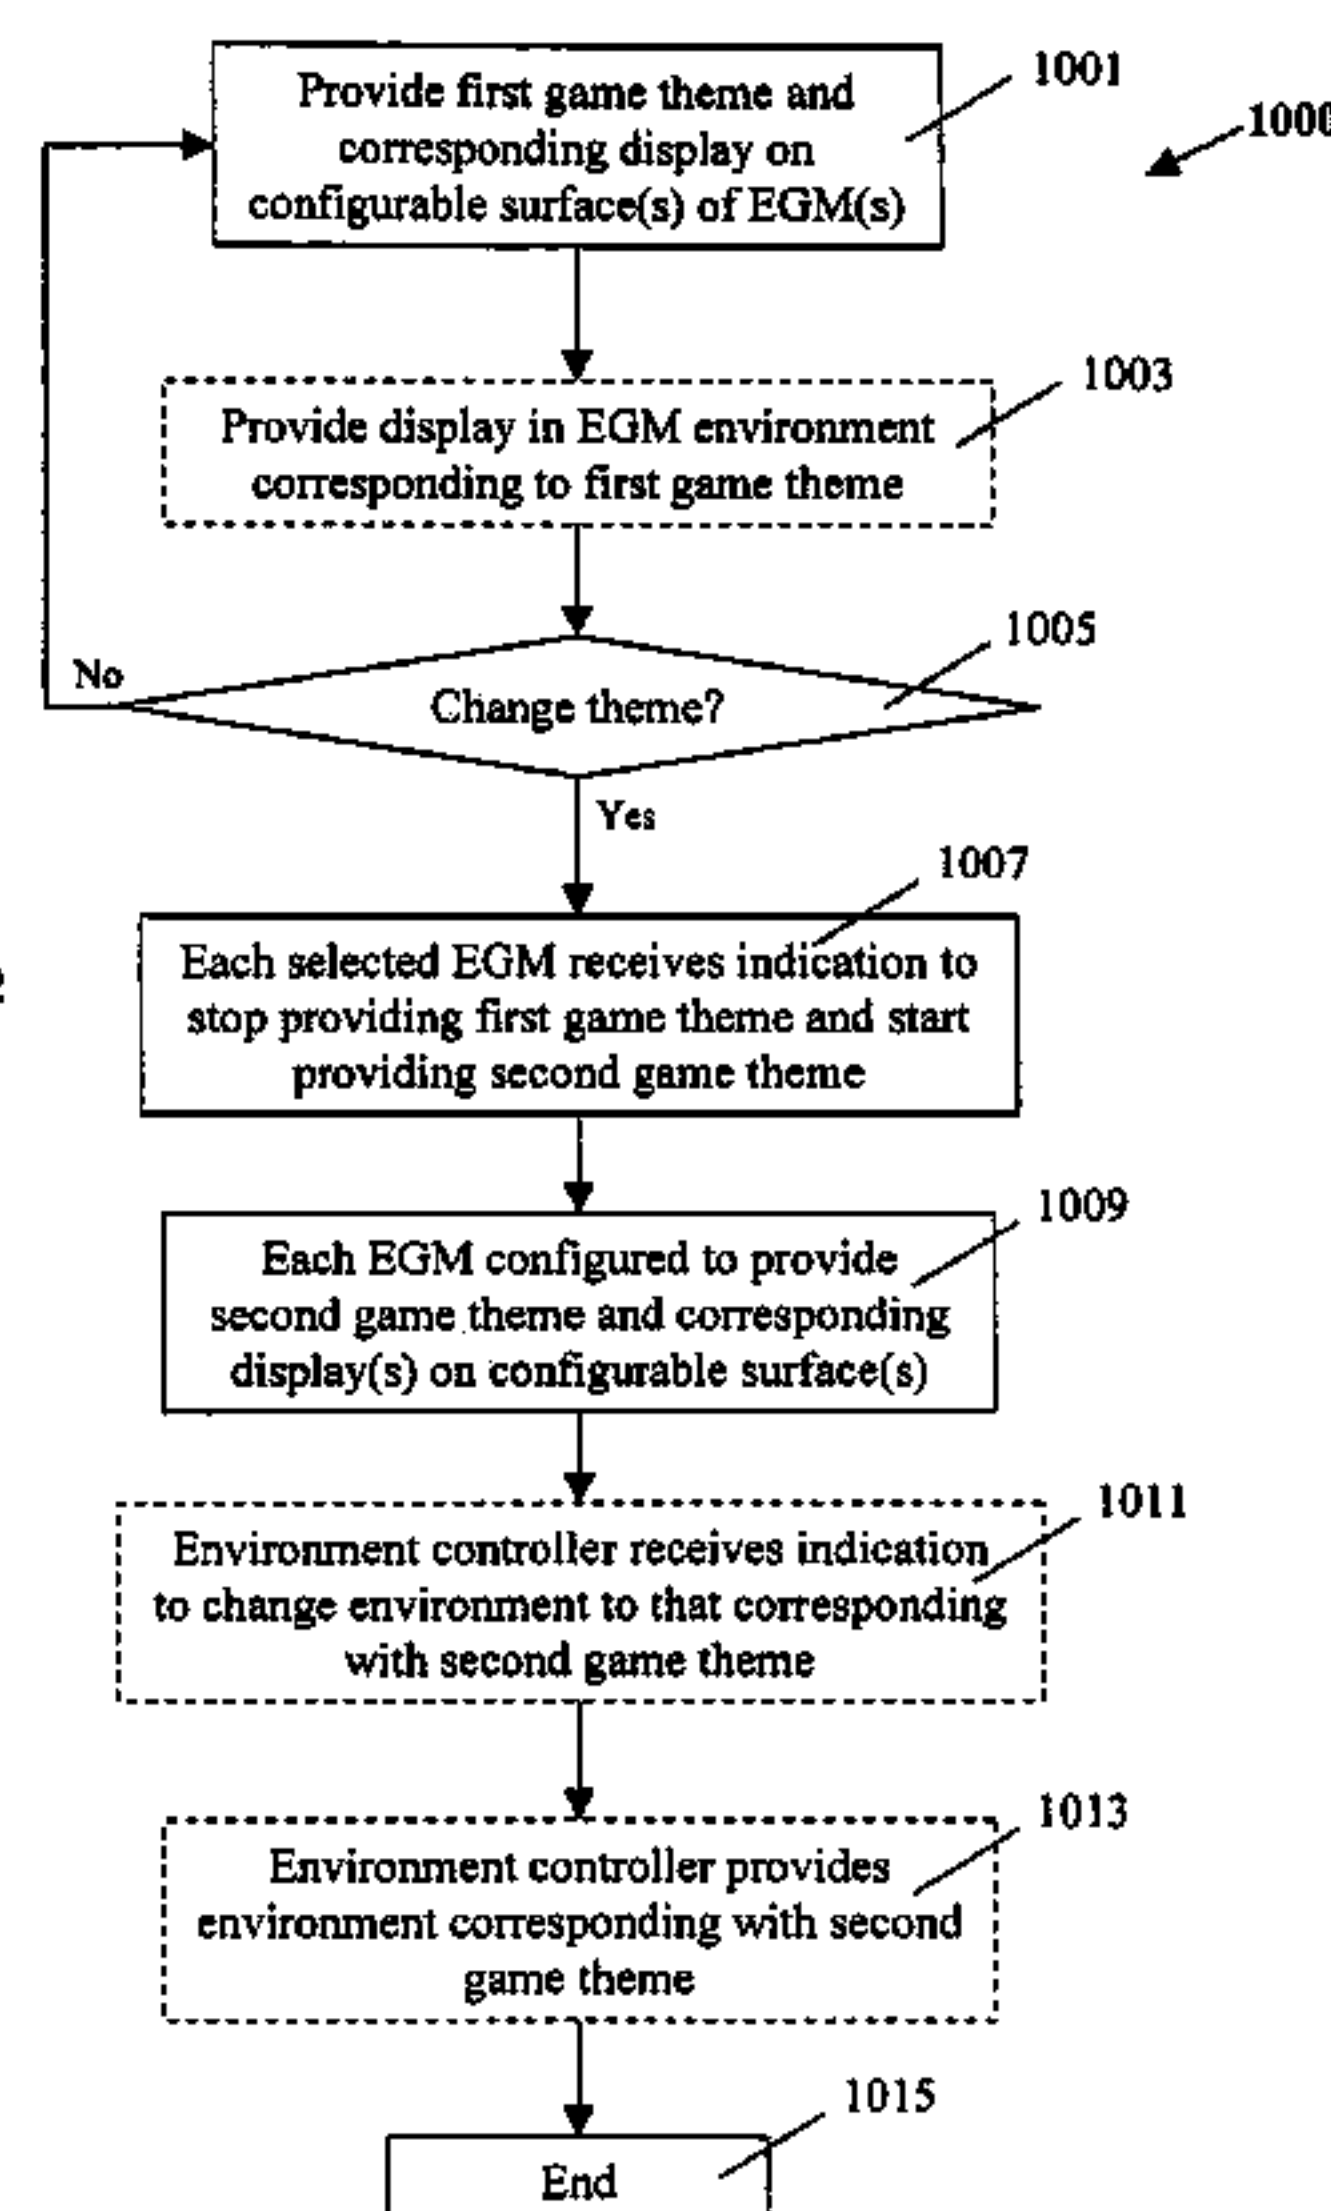 Provide first game theme and
corresponding display on
configurable surface(s) of EGM(s)
1001
1000
Provide display in EGM environment
corresponding to first game theme
1003
Change theme?
1005
No
Yes
Each selected EGM receives indication to
stop providing first game theme and start
providing second game theme
1007
Each EGM configured to provide
second game theme and corresponding
display(s) on configurable surface(s)
1009
Environment controller receives indication
to change environment to that corresponding
with second game theme
1011
Environment controller provides
environment corresponding with second
game theme
1013
End
1015